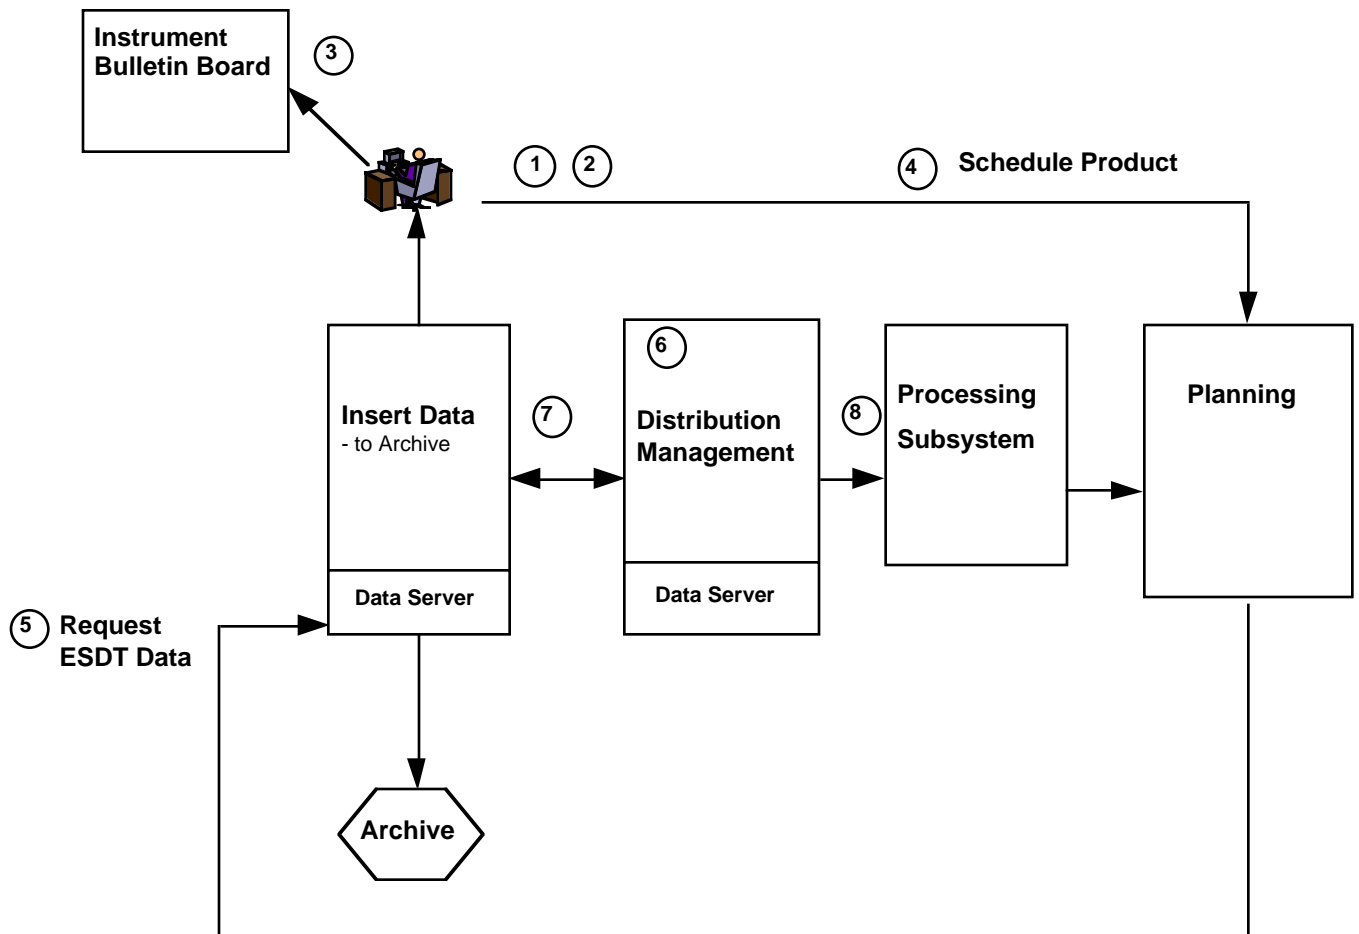 Instrument
Bulletin Board
3
1
2
4
Schedule Product
Insert Data
- to Archive
7
6
Distribution
Management
8
Processing
Subsystem
Planning
Data Server
Data Server
5
Request
ESDT Data
Archive